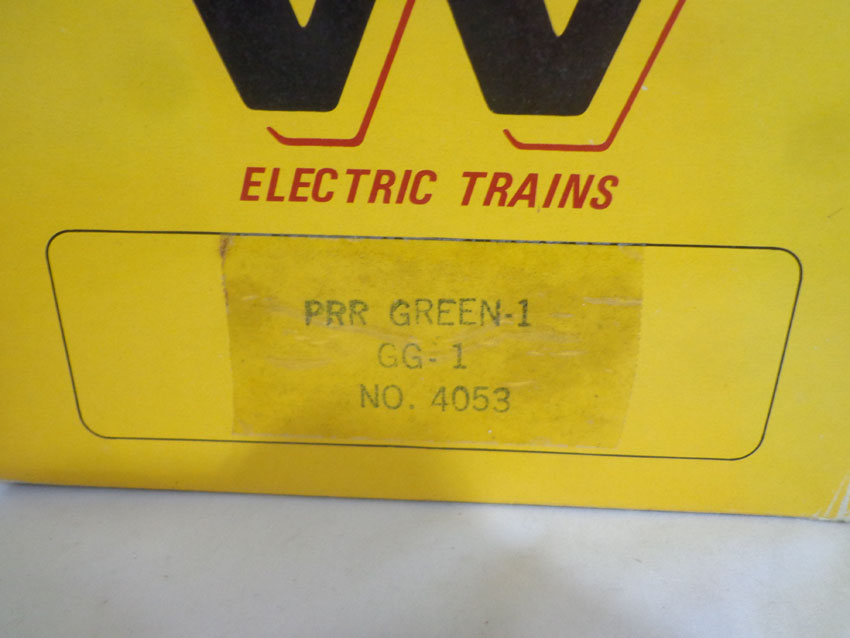 W
ELECTRIC TRAINS
PRR GREEN-1
GG-1
NO. 4053